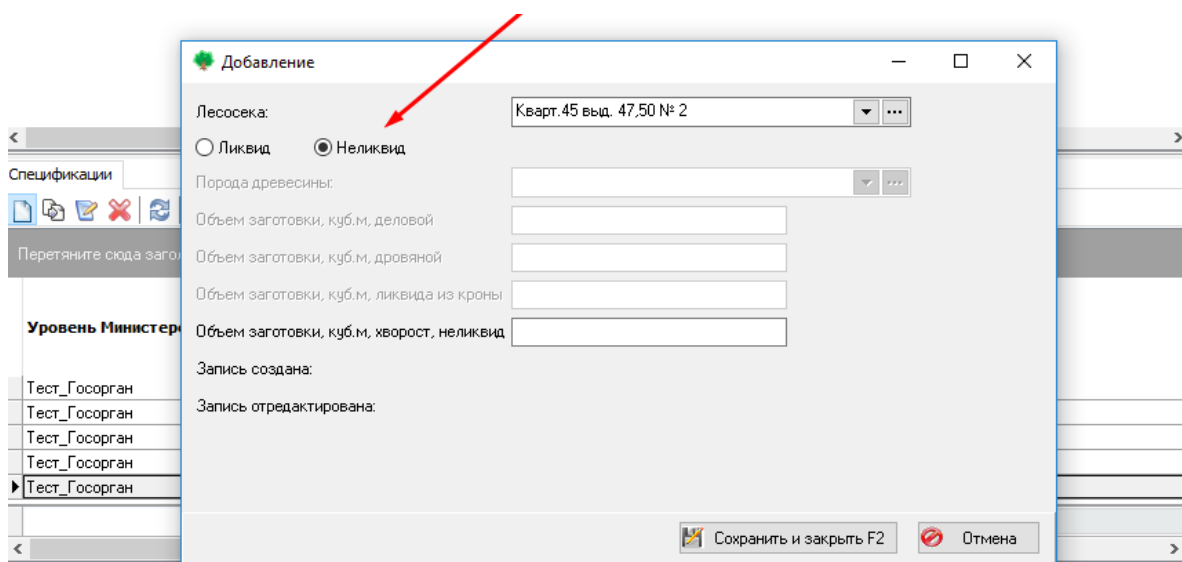 Добавление
Лесосека:
Кварт.45 выд. 47,50 № 2
Ликвид
Неликвид
Спецификации
Порода древесины:
Объем заготовки, куб.м, деловой
Перетяните сюда заго
Объем заготовки, куб.м, дровяной
Объем заготовки, куб.м, ликвида из кроны
Уровень Министер
Объем заготовки, куб.м, хворост, неликвид
Запись создана:
Тест_Госорган
Запись отредактирована:
Тест_Госорган
Тест_Госорган
Тест_Госорган
Тест_Госорган
Сохранить и закрыть F2
Отмена